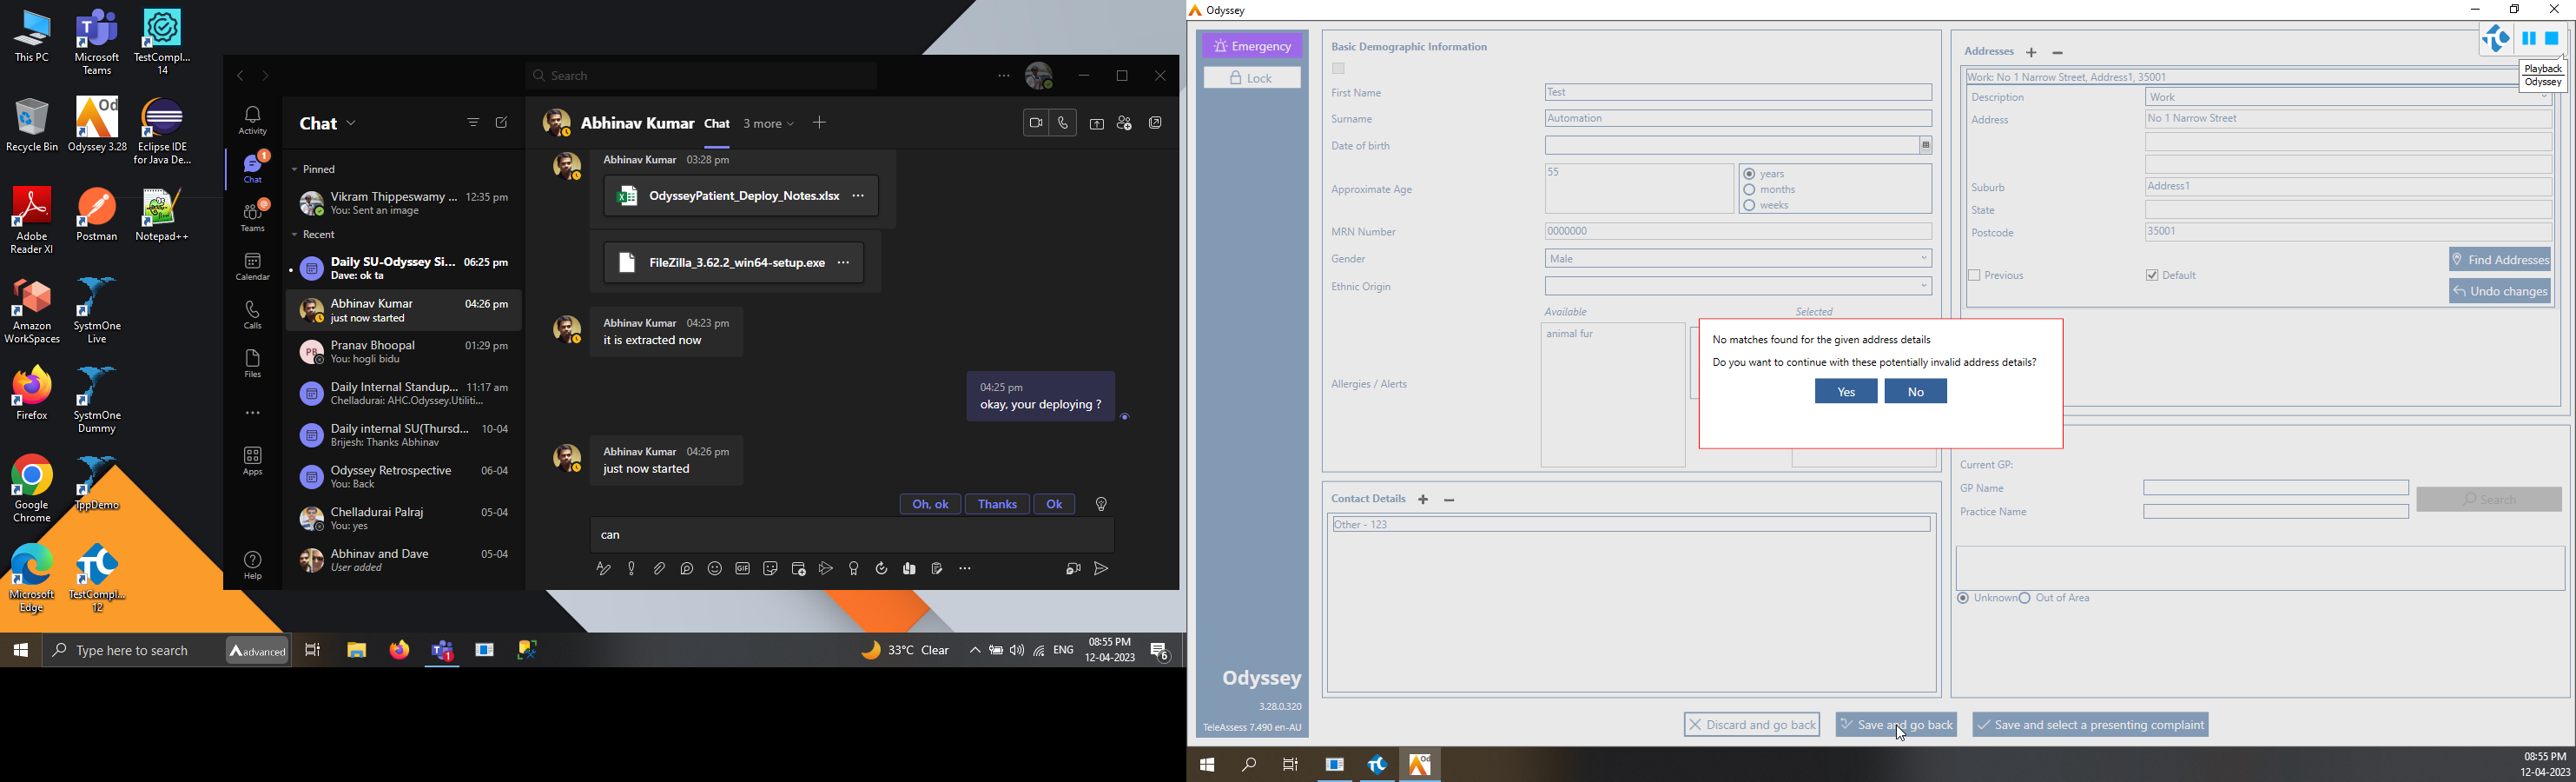 This PC
Microsoft Teams
TestCompl... 14
Recycle Bin
Odyssey 3.28
Eclipse IDE for Java De...
Adobe Reader XI
Postman
Notepad++
Amazon WorkSpaces
SystmOne Live
Firefox
SystmOne Dummy
Google Chrome
TppDemo
Microsoft Edge
TestCompl... 12
Search
Activity
Chat
1
Teams
Calendar
Calls
Files
Apps
Help
Chat
Pinned
Vikram Thippeswamy ... 12:35 pm
You: Sent an image
Recent
Daily SU-Odyssey Si... 06:25 pm
Dave: ok ta
Abhinav Kumar 04:26 pm
just now started
PB
Pranav Bhoopal 01:29 pm
You: hogli bidu
Daily Internal Standup... 11:17 am
Chelladurai: AHC.Odyssey.Utiliti...
Daily internal SU(Thursd... 10-04
Brijesh: Thanks Abhinav
Odyssey Retrospective 06-04
You: Back
Chelladurai Palraj 05-04
You: yes
Abhinav and Dave 05-04
User added
Abhinav Kumar Chat 3 more
Abhinav Kumar 03:28 pm
OdysseyPatient_Deploy_Notes.xlsx
FileZilla_3.62.2_win64-setup.exe
Abhinav Kumar 04:23 pm
it is extracted now
04:25 pm
okay, your deploying ?
Abhinav Kumar 04:26 pm
just now started
Oh, ok Thanks Ok
can
GIF
Type here to search
advanced
1
33°C Clear
ENG
08:55 PM
12-04-2023
6
Odyssey
Emergency
Lock
Odyssey
3.28.0.320
TeleAssess 7.490 en-AU
Basic Demographic Information
First Name Test
Surname Automation
Date of birth
Approximate Age 55
years
months
weeks
MRN Number 0000000
Gender Male
Ethnic Origin
Available Selected
animal fur
Allergies / Alerts
Contact Details
Other - 123
Addresses
Work: No 1 Narrow Street, Address1, 35001
Description Work
Address No 1 Narrow Street
Suburb Address1
State
Postcode 35001
Find Addresses
Previous Default
Undo changes
Playback
Odyssey
No matches found for the given address details
Do you want to continue with these potentially invalid address details?
Yes No
Current GP:
GP Name
Search
Practice Name
Unknown Out of Area
Discard and go back
Save and go back
Save and select a presenting complaint
Od
08:55 PM
12-04-2023